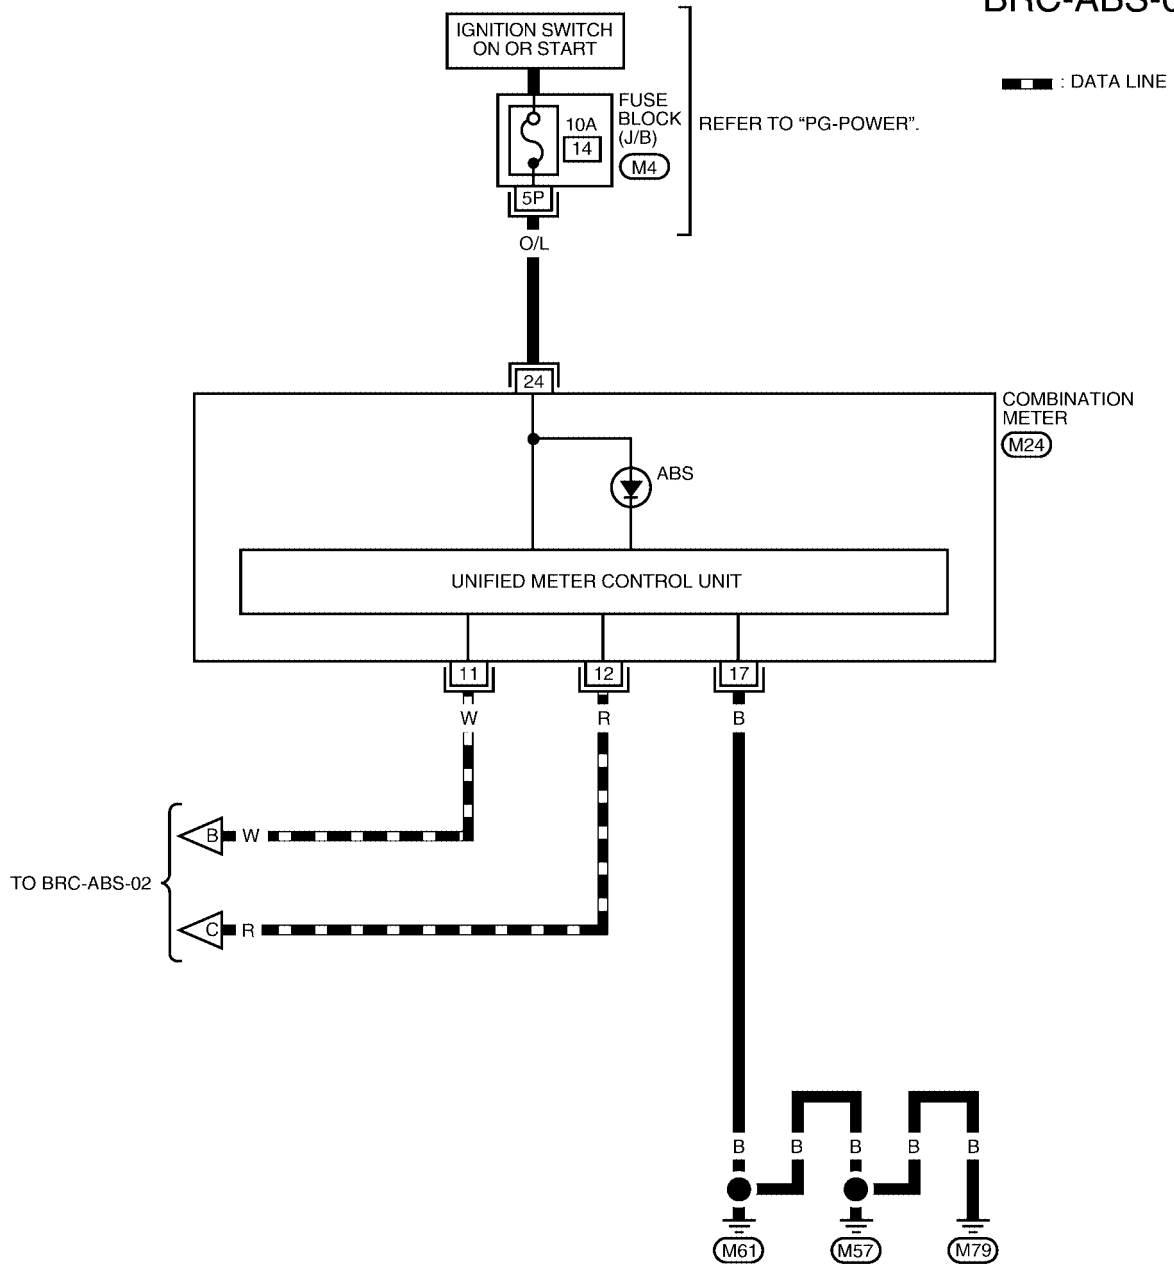 BRC-ABS-0
IGNITION SWITCH
ON OR START
: DATA LINE
FUSE
BLOCK
(J/B)
M4
10A
14
REFER TO “PG-POWER”.
5P
O/L
24
COMBINATION
METER
M24
ABS
UNIFIED METER CONTROL UNIT
11
12
17
W
R
B
B
W
TO BRC-ABS-02
C
R
B
B
B
B
B
M61
M57
M79